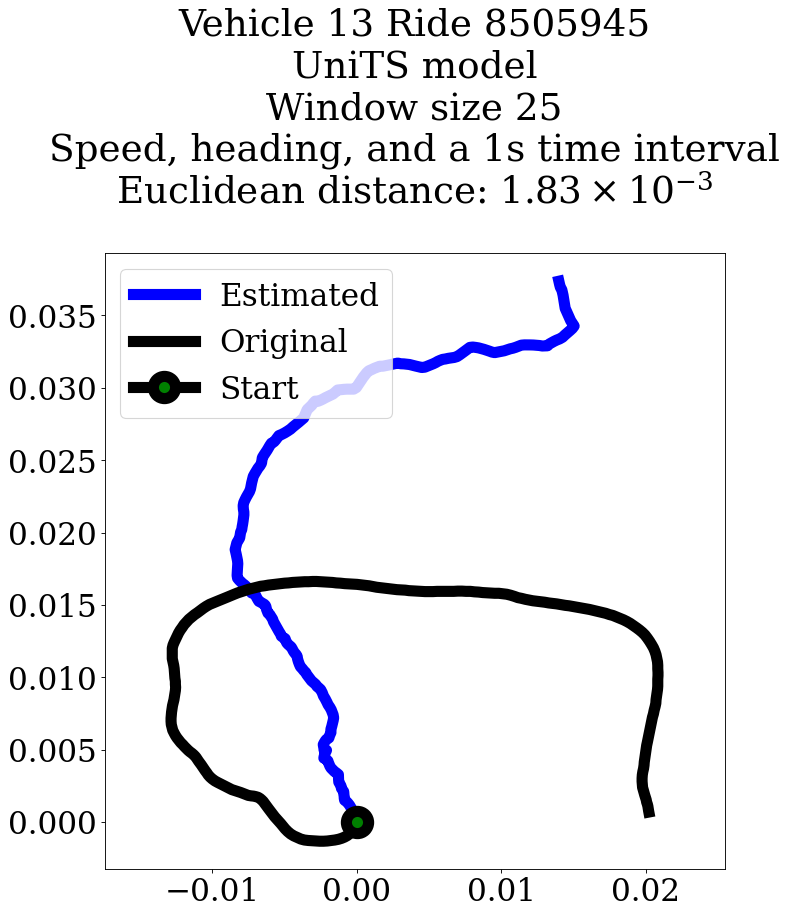 Vehicle 13 Ride 8505945
UniTS model
Window size 25
Speed, heading, and a 1s time interval
Euclidean distance: 1.83 × 10⁻³
Estimated
Original
Start
0.035
0.030
0.025
0.020
0.015
0.010
0.005
0.000
−0.01 0.00 0.01 0.02